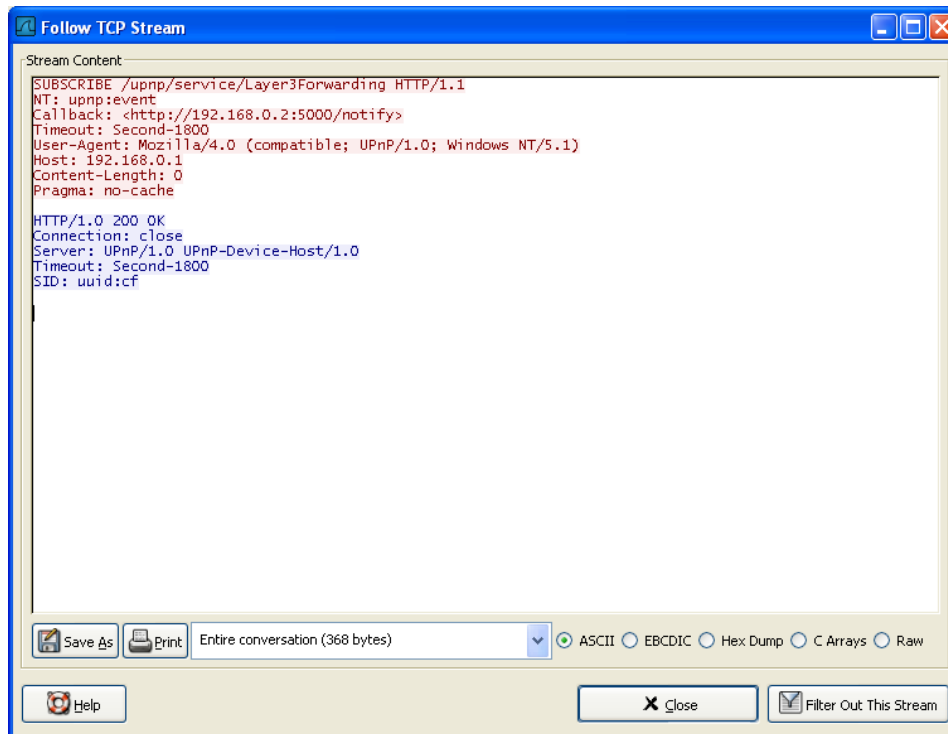 Follow TCP Stream
Stream Content
SUBSCRIBE /upnp/service/Layer3Forwarding HTTP/1.1
NT: upnp:event
Callback: <http://192.168.0.2:5000/notify>
Timeout: Second-1800
User-Agent: Mozilla/4.0 (compatible; UPnP/1.0; Windows NT/5.1)
Host: 192.168.0.1
Content-Length: 0
Pragma: no-cache
HTTP/1.0 200 OK
Connection: close
Server: UPnP/1.0 UPnP-Device-Host/1.0
Timeout: Second-1800
SID: uuid:cf
Save As Print Entire conversation (368 bytes) ASCII EBCDIC Hex Dump C Arrays Raw
Help Close Filter Out This Stream